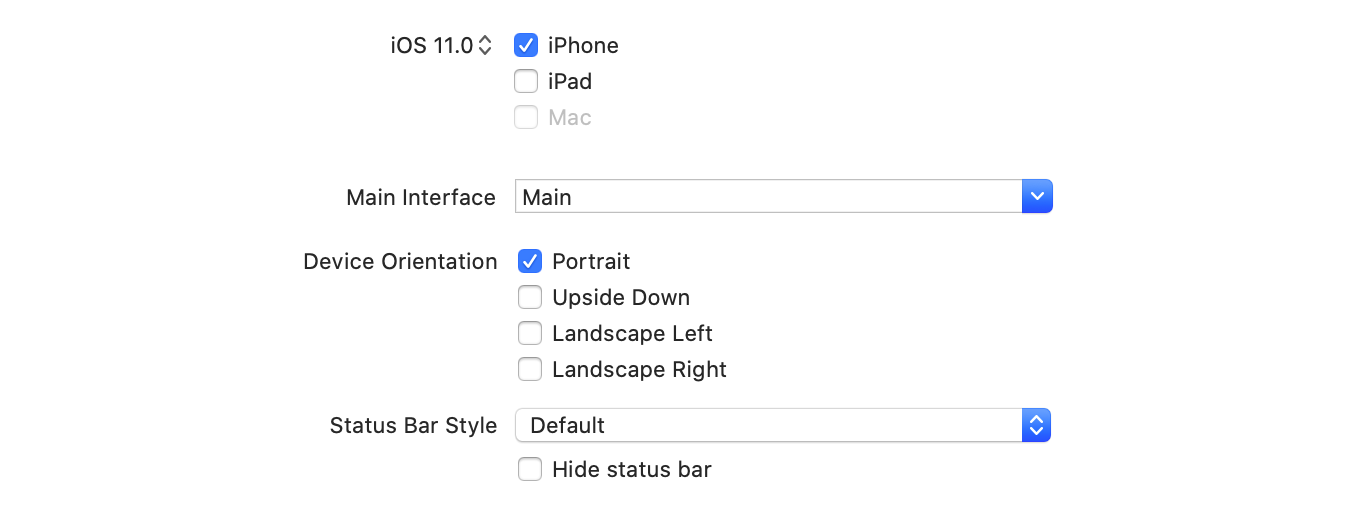 iOS 11.0 iPhone
iPad
Mac
Main Interface Main
Device Orientation Portrait
Upside Down
Landscape Left
Landscape Right
Status Bar Style Default
Hide status bar